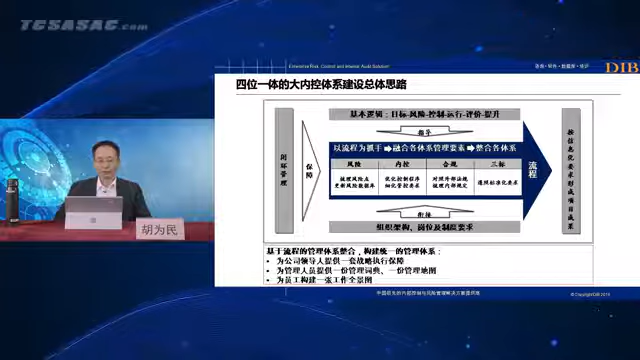 TCSASAC.com
Enterprise Risk, Control and Internal Audit Solution
咨询·软件·数据库·培训
DIB
四位一体的大内控体系建设总体思路
基本逻辑：目标-风险-控制-运行-评价-提升
指导
以流程为抓手 融合各体系管理要素 整合各体系
流程
闭环管理
保障
风险
内控
合规
三标
梳理风险点
更新风险数据库
优化控制程序
细化管控要求
对照外部法规
梳理内部规定
遵循标准化要求
衔接
组织架构、岗位及制度要求
按信息化要求形成项目成果
基于流程的管理体系整合，构建统一的管理体系：
• 为公司领导人提供一套战略执行保障
• 为管理人员提供一份管理词典、一份管理地图
• 为员工构建一张工作全景图
中国领先的内部控制与风险管理解决方案提供商
© Copyright DIB 2019
胡为民